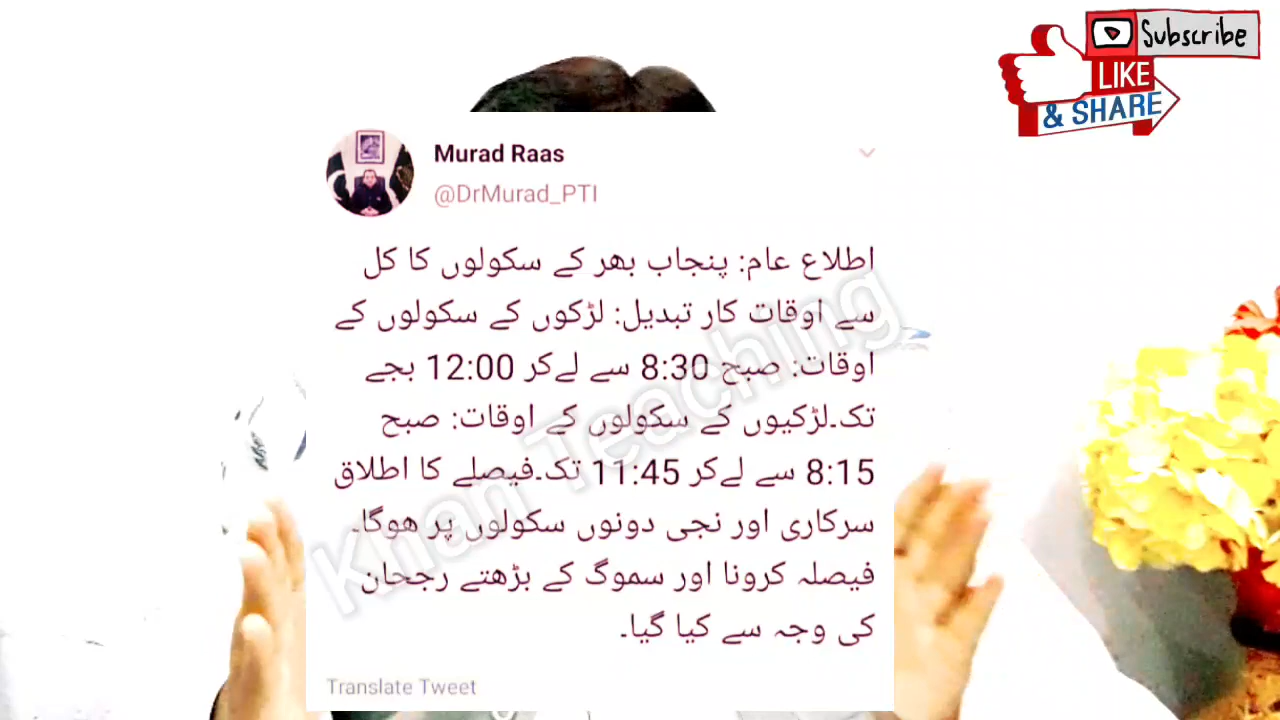 Subscribe
LIKE
& SHARE
Murad Raas
@DrMurad_PTI
اطلاع عام: پنجاب بھر کے سکولوں کا کل
سے اوقات کار تبدیل: لڑکوں کے سکولوں کے
اوقات: صبح 8:30 سے لےکر 12:00 بجے
تک۔لڑکیوں کے سکولوں کے اوقات: صبح
8:15 سے لےکر 11:45 تک۔فیصلے کا اطلاق
سرکاری اور نجی دونوں سکولوں پر ھوگا۔
فیصلہ کرونا اور سموگ کے بڑھتے رجحان
کی وجہ سے کیا گیا۔
Khan Teaching
Translate Tweet